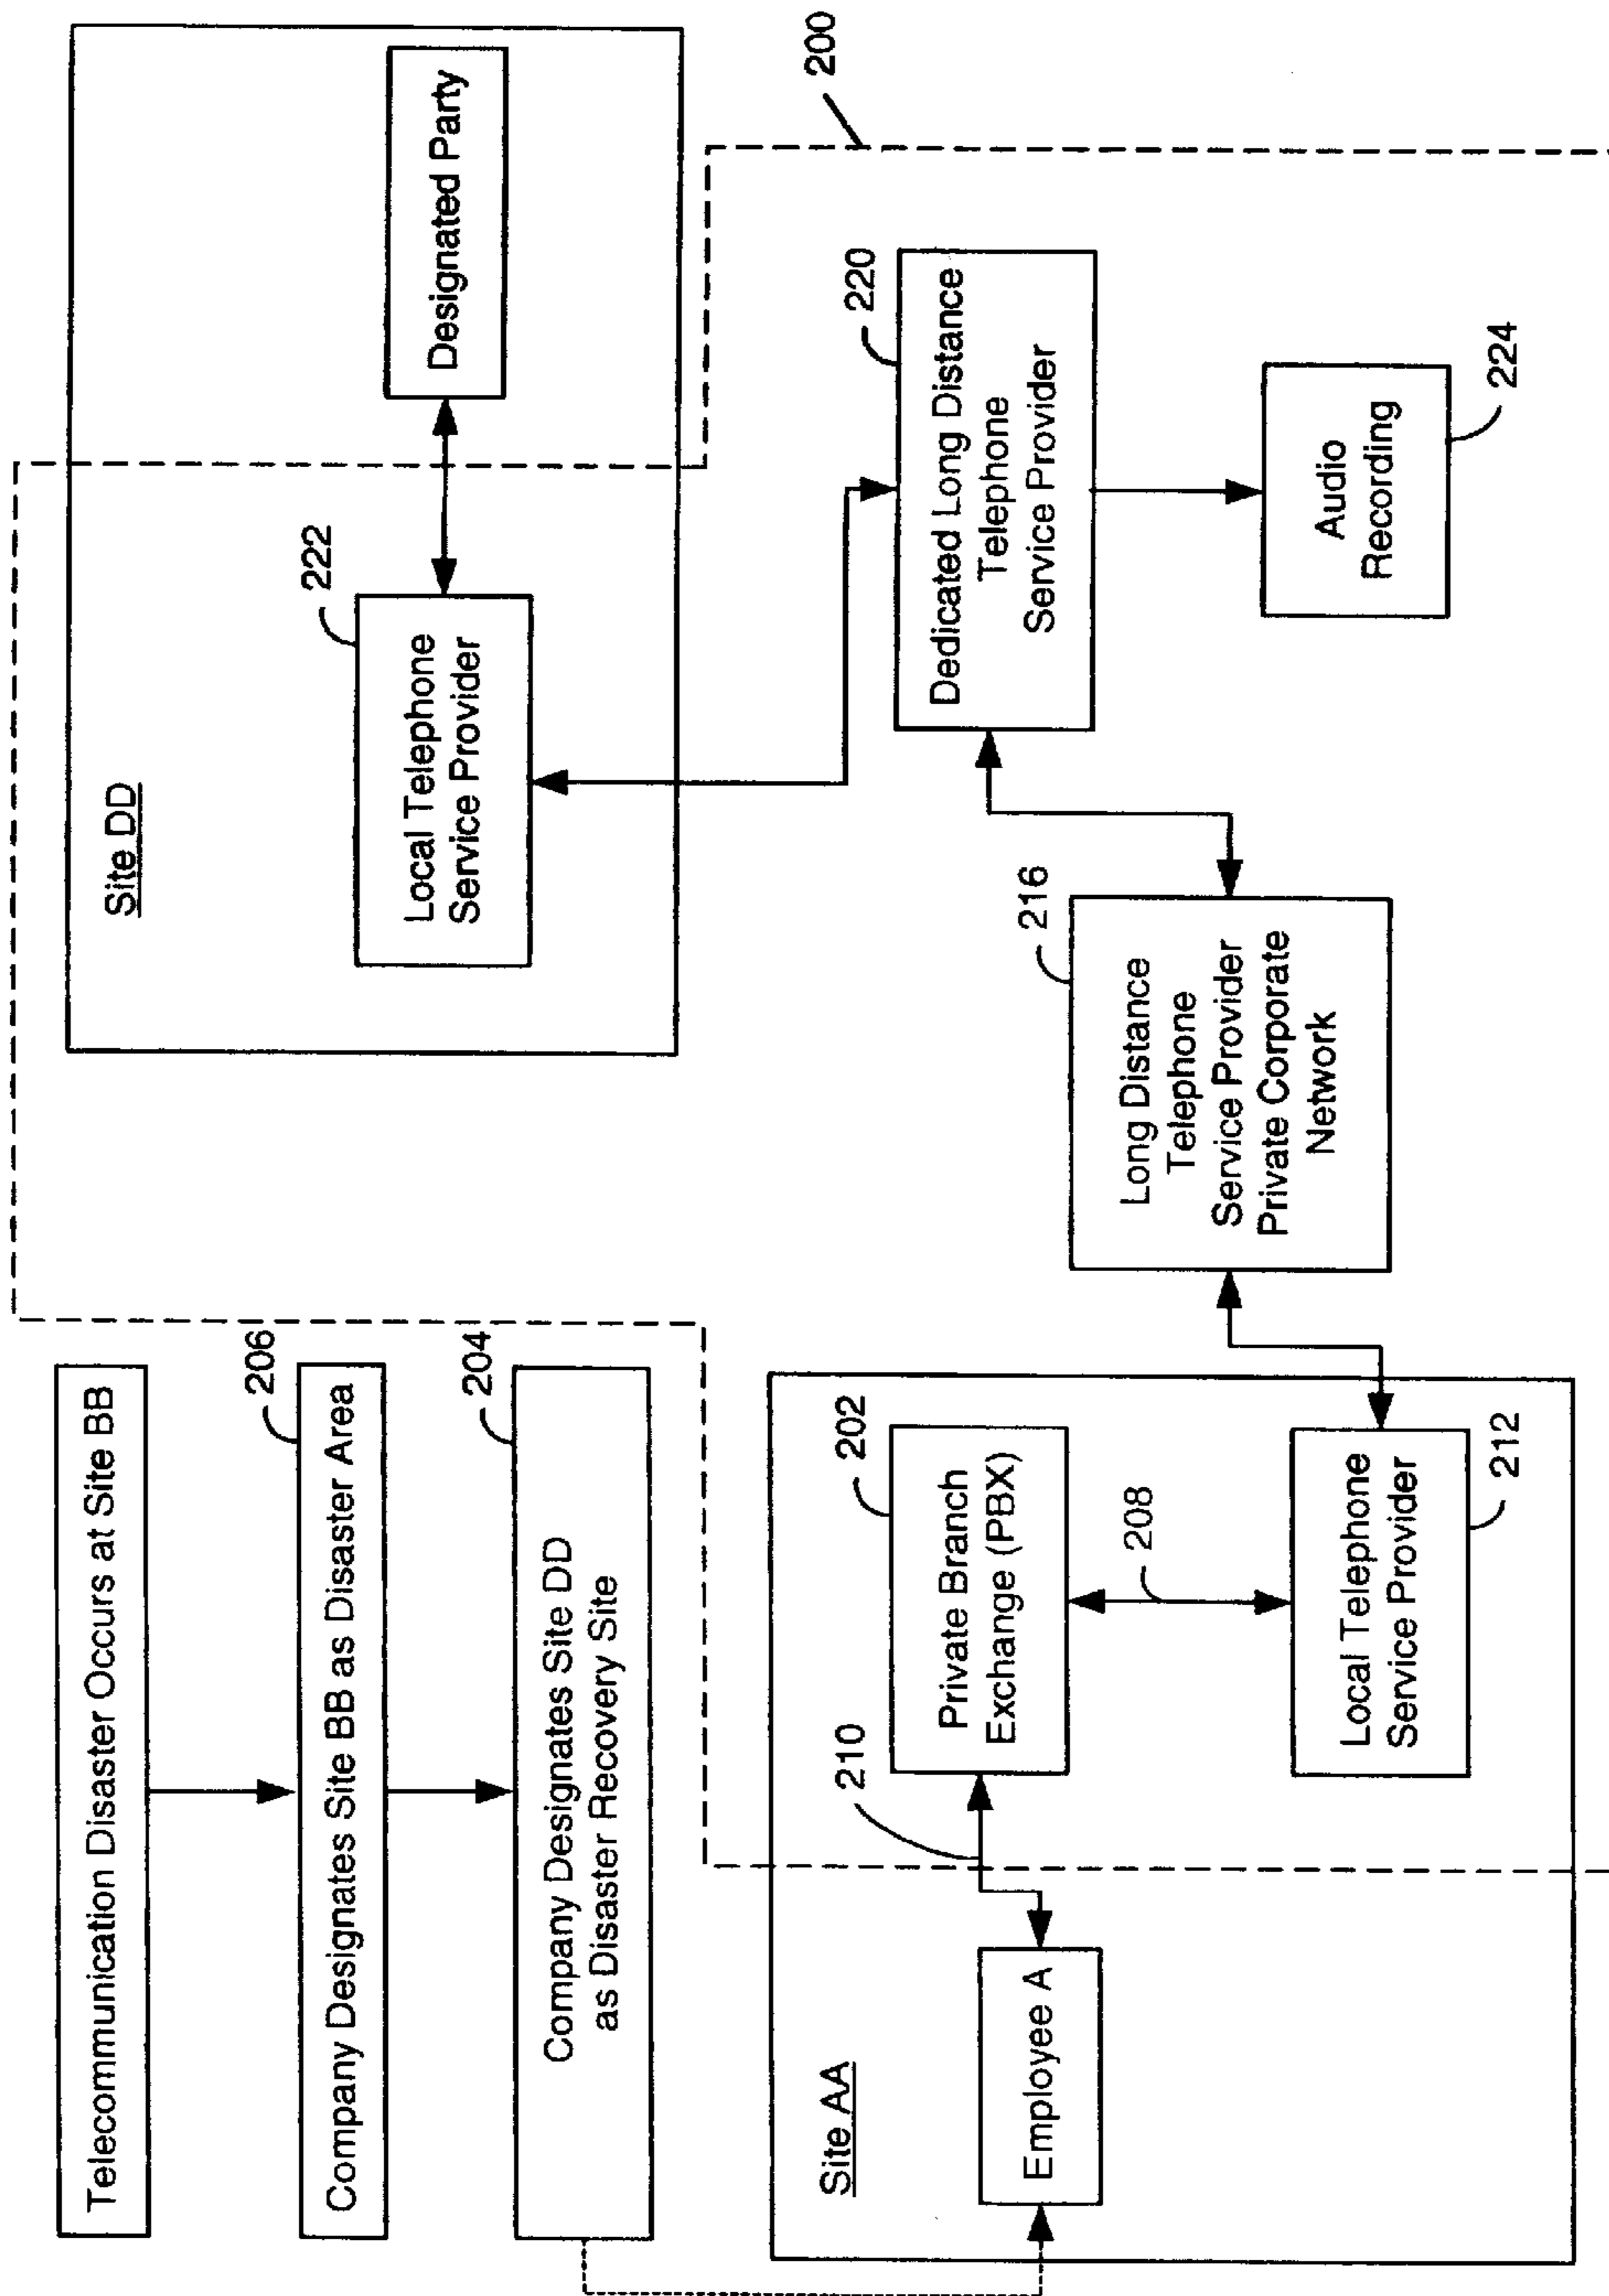 Telecommunication Disaster Occurs at Site BB
206
Company Designates Site BB as Disaster Area
204
Company Designates Site DD
as Disaster Recovery Site
Site DD
222
Local Telephone
Service Provider
Designated Party
200
Site AA
Employee A
210
202
Private Branch
Exchange (PBX)
208
Local Telephone
Service Provider
212
216
Long Distance
Telephone
Service Provider
Private Corporate
Network
220
Dedicated Long Distance
Telephone
Service Provider
Audio
Recording
224